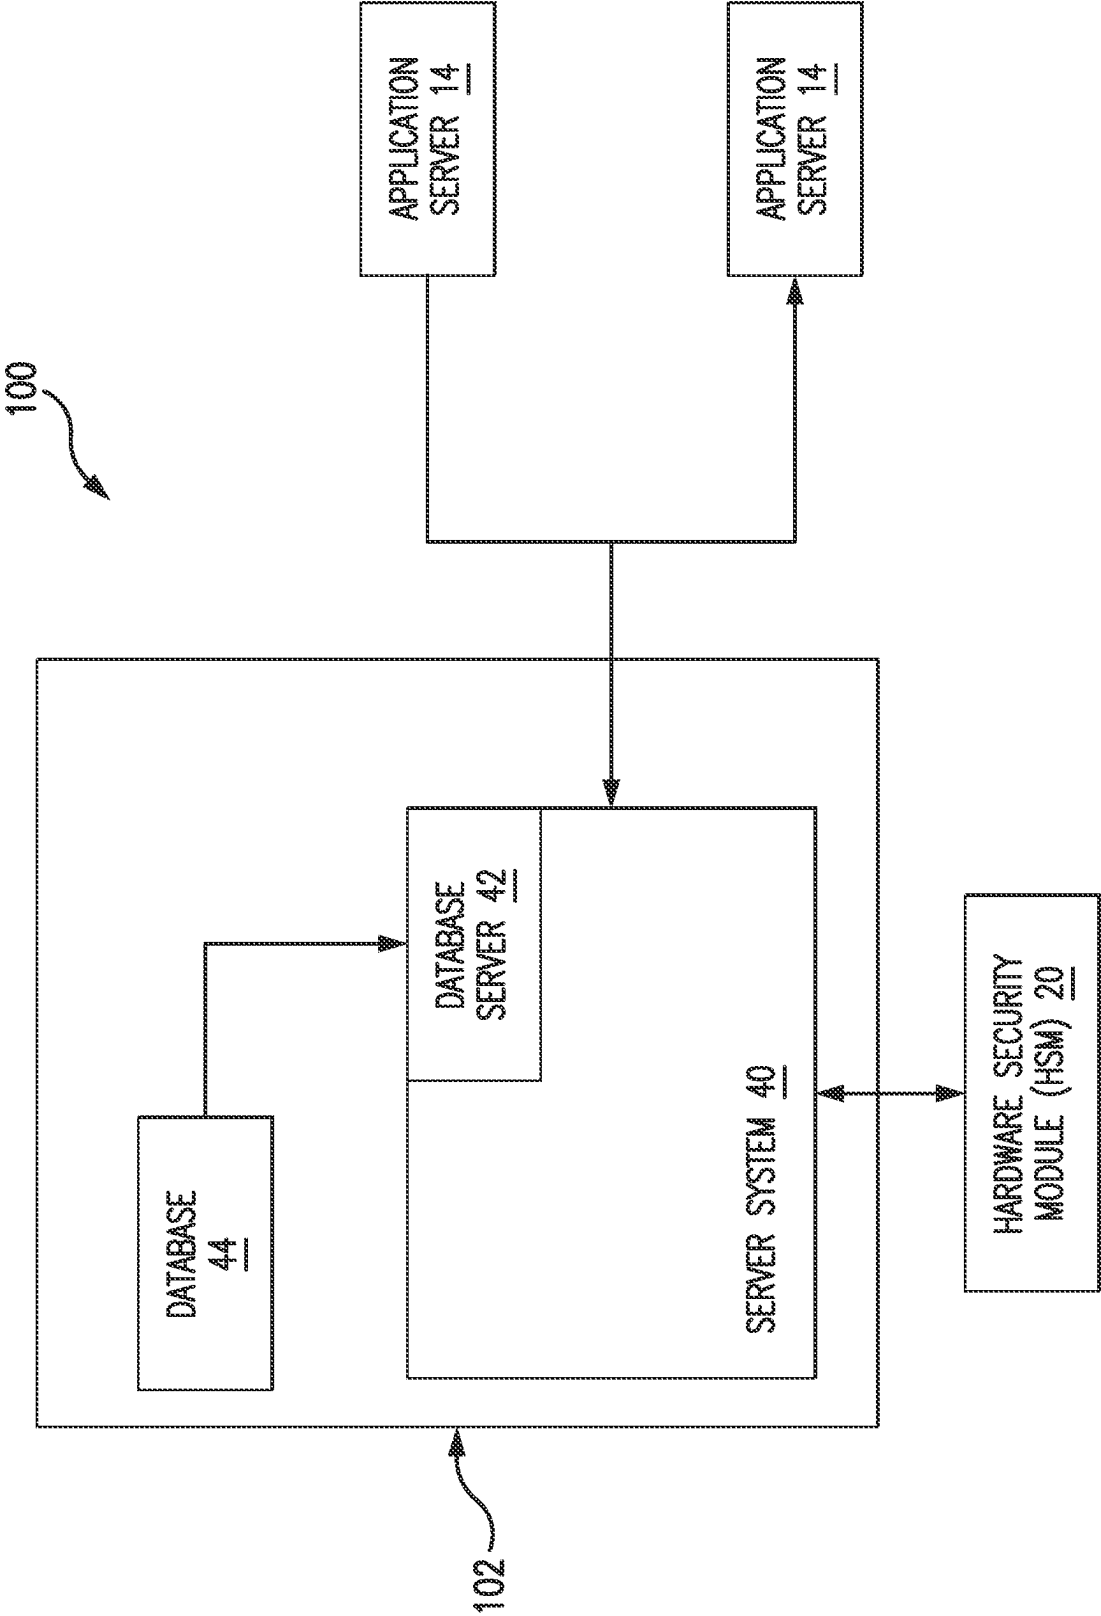 100
APPLICATION
SERVER 14
APPLICATION
SERVER 14
102
DATABASE
44
DATABASE
SERVER 42
SERVER SYSTEM 40
HARDWARE SECURITY
MODULE (HSM) 20